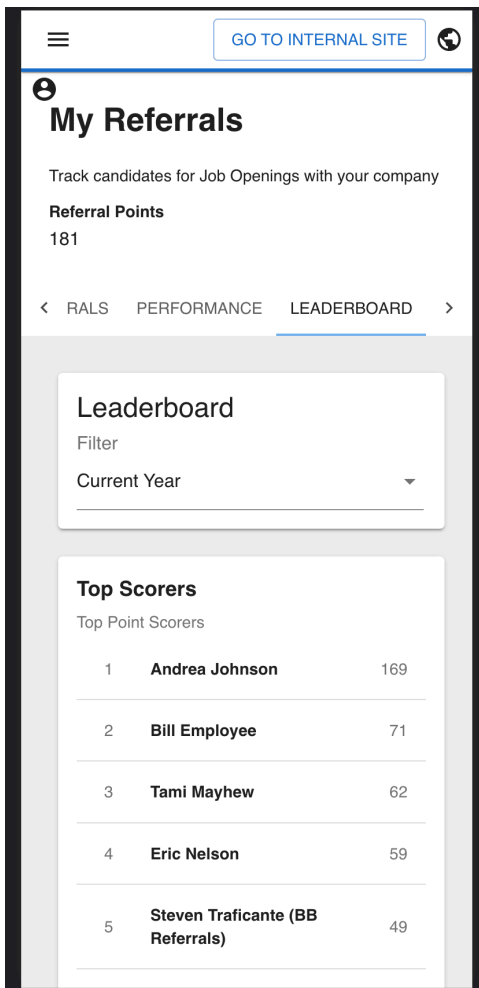 GO TO INTERNAL SITE
My Referrals
Track candidates for Job Openings with your company
Referral Points
181
RALS PERFORMANCE LEADERBOARD
Leaderboard
Filter
Current Year
Top Scorers
Top Point Scorers
1 Andrea Johnson 169
2 Bill Employee 71
3 Tami Mayhew 62
4 Eric Nelson 59
5 Steven Traficante (BB
Referrals) 49